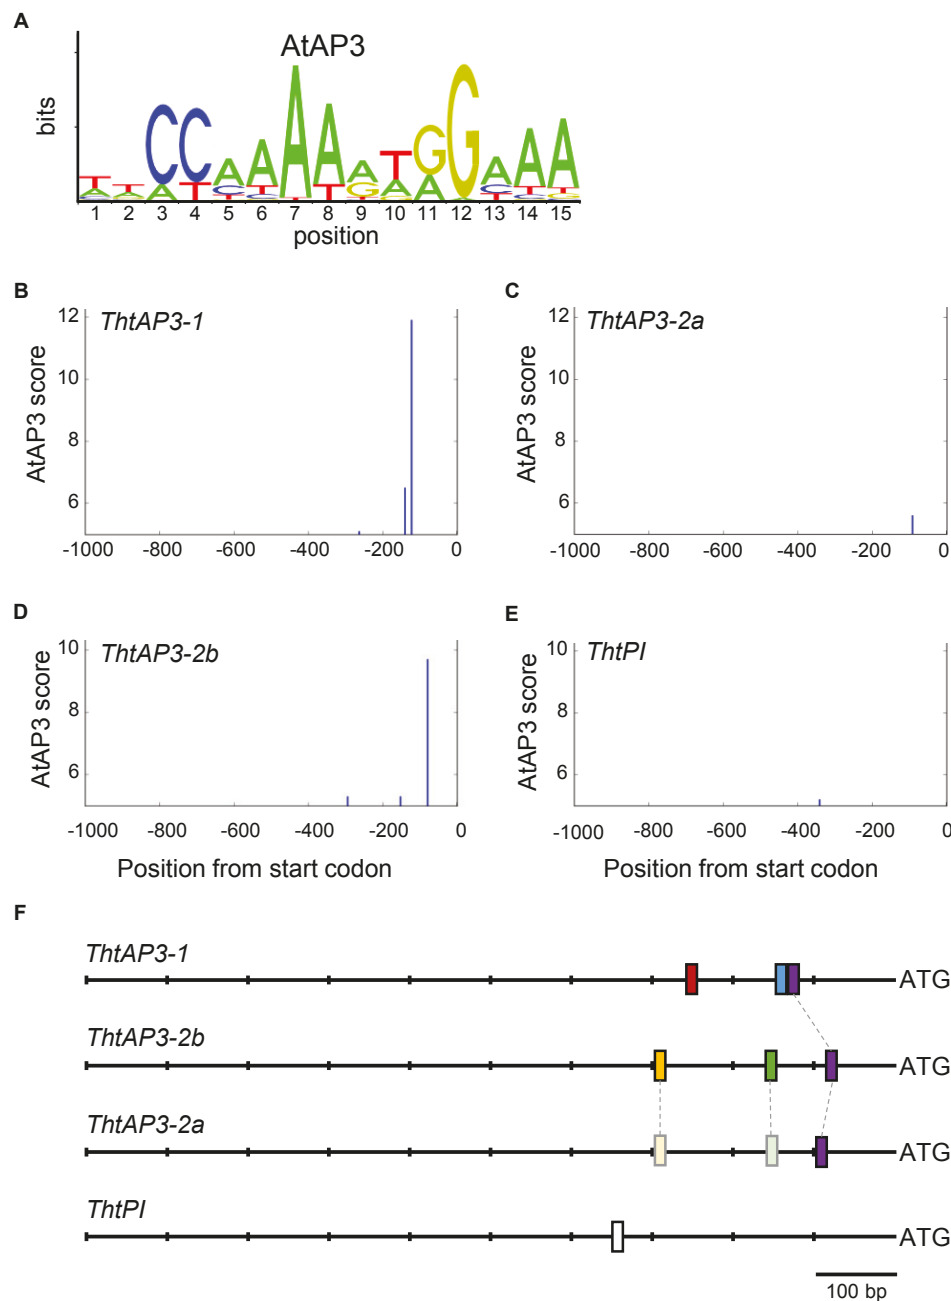 A
AtAP3
bits
1 2 3 4 5 6 7 8 9 10 11 12 13 14 15
position
B
ThtAP3-1
12
10
8
6
AtAP3 score
-1000 -800 -600 -400 -200 0
C
ThtAP3-2a
12
10
8
6
AtAP3 score
-1000 -800 -600 -400 -200 0
D
ThtAP3-2b
10
8
6
AtAP3 score
-1000 -800 -600 -400 -200 0
Position from start codon
E
ThtPI
10
8
6
AtAP3 score
-1000 -800 -600 -400 -200 0
Position from start codon
F
ThtAP3-1
ATG
ThtAP3-2b
ATG
ThtAP3-2a
ATG
ThtPI
ATG
100 bp